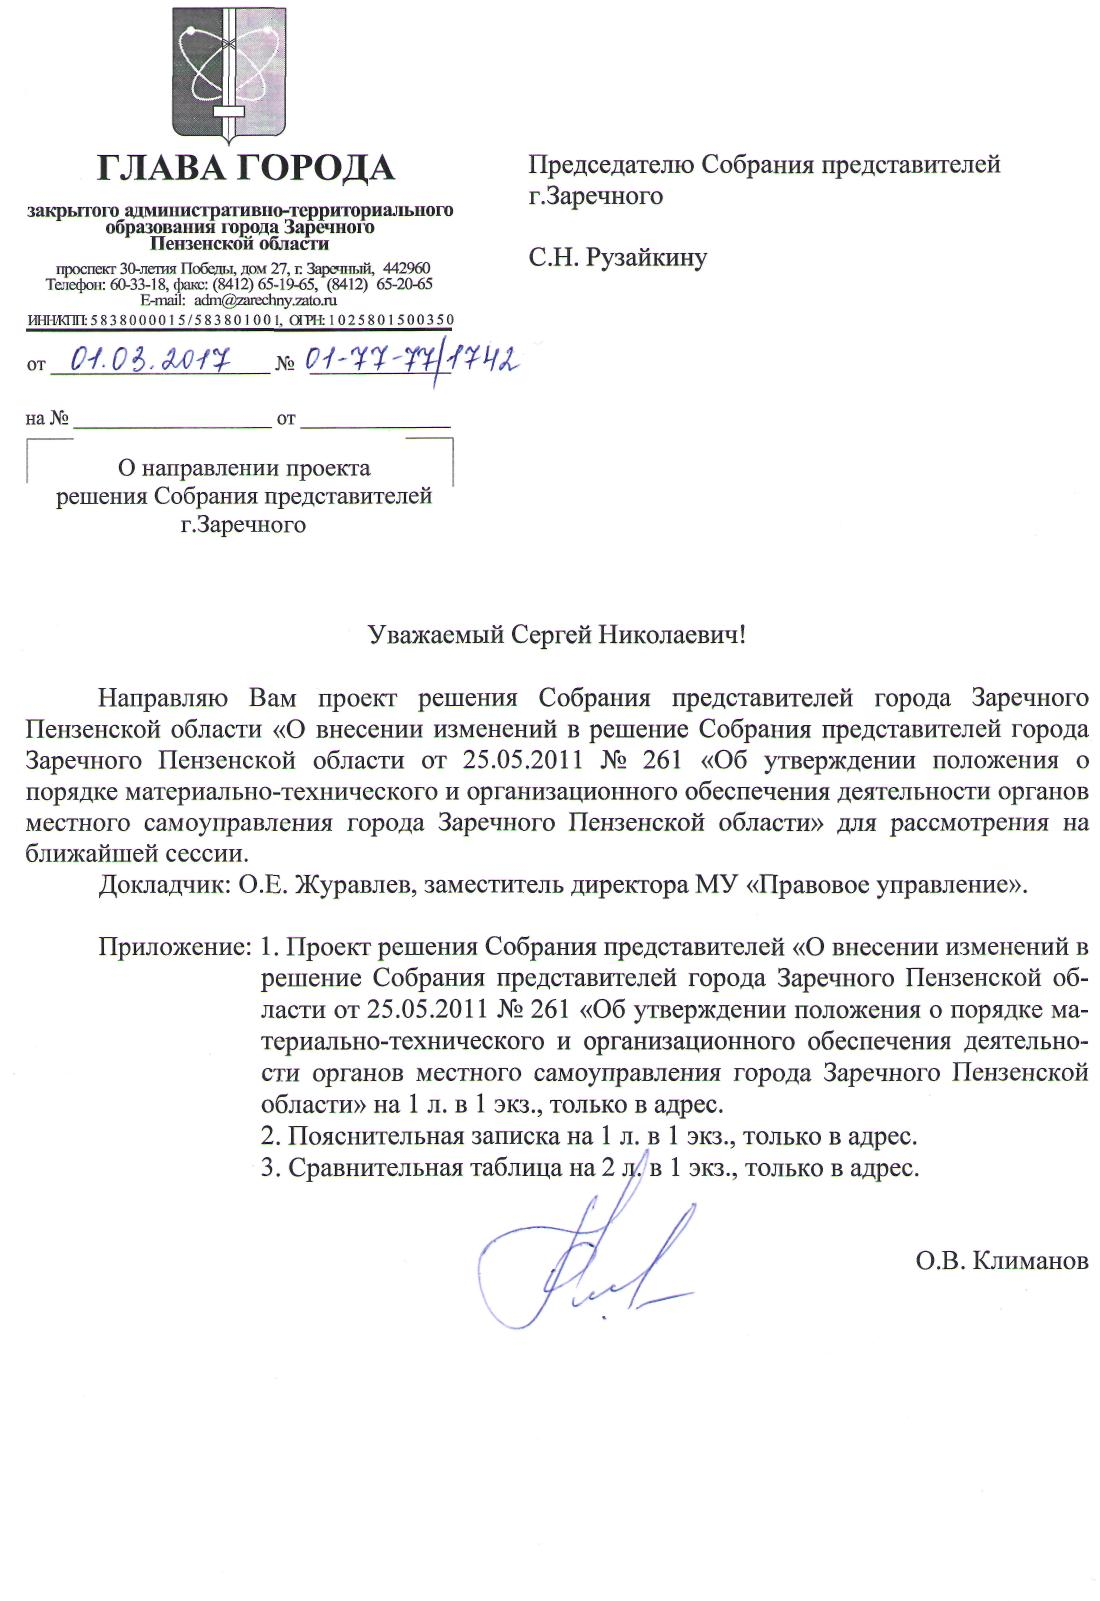 ГЛАВА ГОРОДА
закрытого административно-территориального
образования города Заречного
Пензенской области
проспект 30-летия Победы, дом 27, г. Заречный, 442960
Телефон: 60-33-18, факс: (8412) 65-19-65, (8412) 65-20-65
E-mail: adm@zarechny.zato.ru
ИНН/КПП: 5838000015/583801001, ОГРН: 1025801500350
от 01.03.2017 № 01-77-77/1742
на № от
О направлении проекта
решения Собрания представителей
г.Заречного
Председателю Собрания представителей
г.Заречного
С.Н. Рузайкину
Уважаемый Сергей Николаевич!
Направляю Вам проект решения Собрания представителей города Заречного
Пензенской области «О внесении изменений в решение Собрания представителей города
Заречного Пензенской области от 25.05.2011 № 261 «Об утверждении положения о
порядке материально-технического и организационного обеспечения деятельности органов
местного самоуправления города Заречного Пензенской области» для рассмотрения на
ближайшей сессии.
Докладчик: О.Е. Журавлев, заместитель директора МУ «Правовое управление».
Приложение: 1. Проект решения Собрания представителей «О внесении изменений в
решение Собрания представителей города Заречного Пензенской об-
ласти от 25.05.2011 № 261 «Об утверждении положения о порядке ма-
териально-технического и организационного обеспечения деятельно-
сти органов местного самоуправления города Заречного Пензенской
области» на 1 л. в 1 экз., только в адрес.
2. Пояснительная записка на 1 л. в 1 экз., только в адрес.
3. Сравнительная таблица на 2 л. в 1 экз., только в адрес.
О.В. Климанов